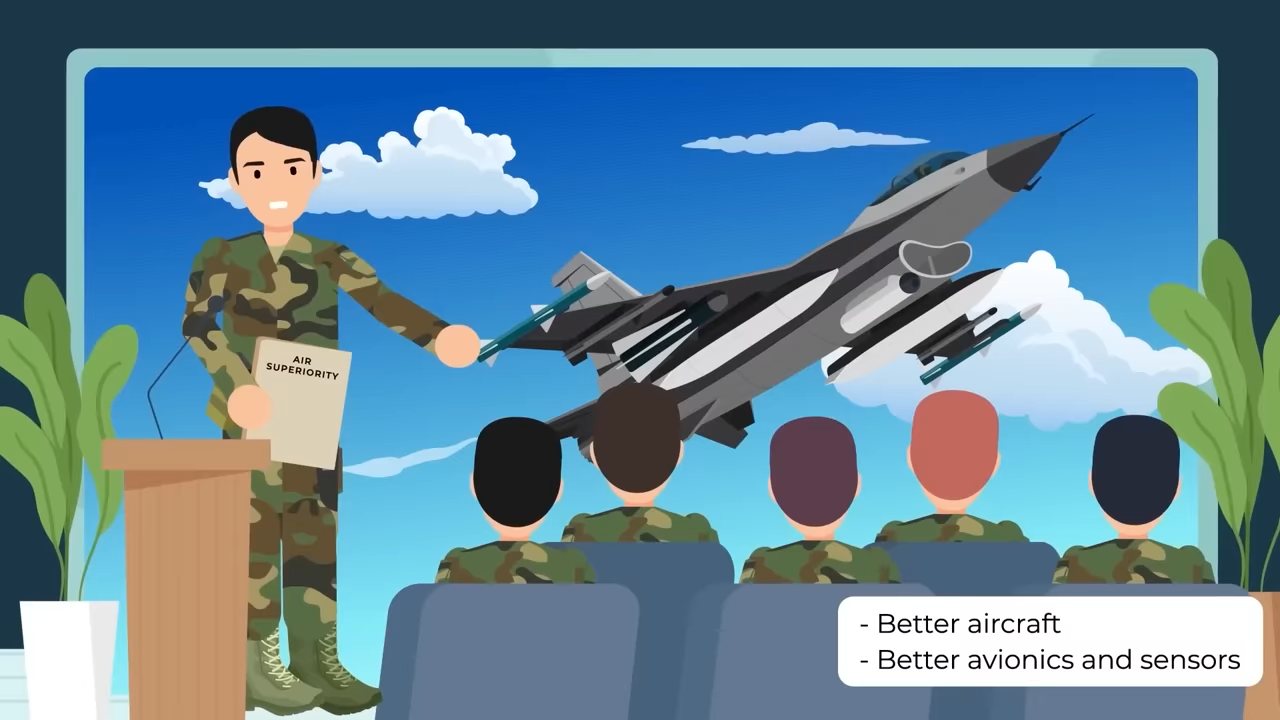 AIR
SUPERIORITY
- Better aircraft
- Better avionics and sensors